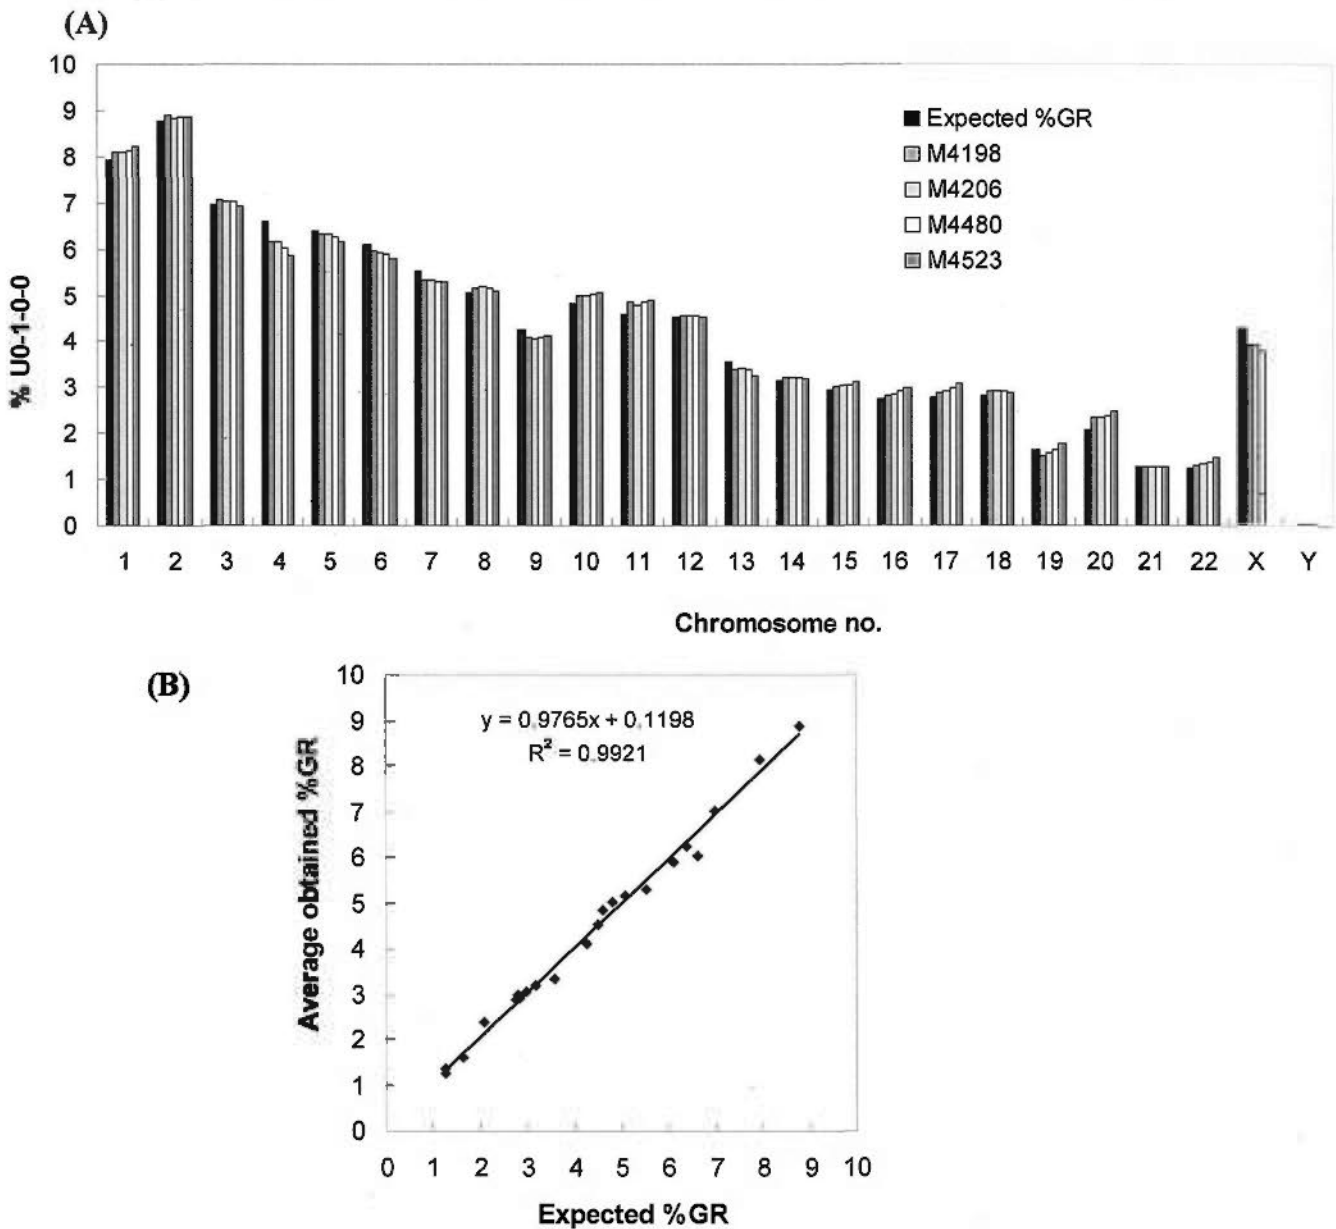 (A)
10
9
8
7
6
5
4
3
2
1
0
% U0-1-0-0
Expected %GR
M4198
M4206
M4480
M4523
1 2 3 4 5 6 7 8 9 10 11 12 13 14 15 16 17 18 19 20 21 22 X Y
Chromosome no.
(B)
10
9
8
7
6
5
4
3
2
1
0
Average obtained %GR
y = 0.9765x + 0.1198
R² = 0.9921
0 1 2 3 4 5 6 7 8 9 10
Expected %GR